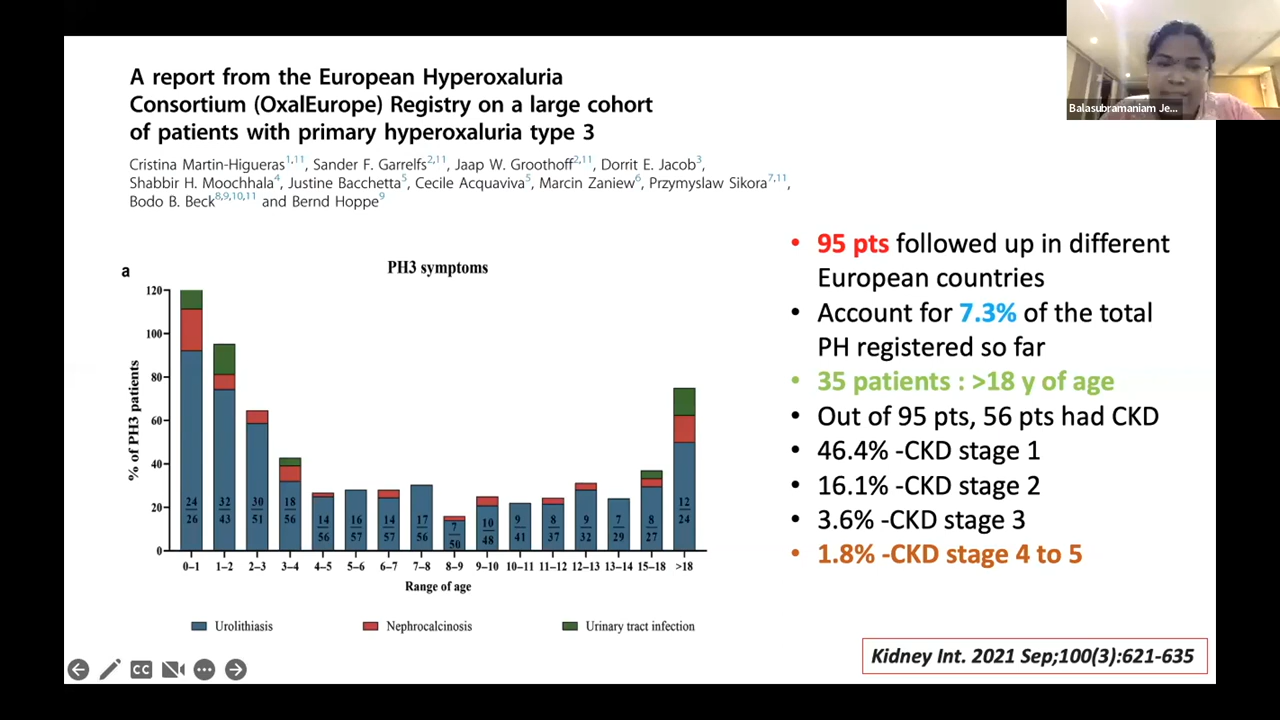 A report from the European Hyperoxaluria
Consortium (OxalEurope) Registry on a large cohort
of patients with primary hyperoxaluria type 3
Cristina Martin-Higueras1,11, Sander F. Garrelfs2,11, Jaap W. Groothoff2,11, Dorrit E. Jacob3,
Shabbir H. Moochhala4, Justine Bacchetta5, Cecile Acquaviva5, Marcin Zaniew6, Przymyslaw Sikora7,11,
Bodo B. Beck8,9,10,11 and Bernd Hoppe9
Balasubramaniam Je...
a
PH3 symptoms
% of PH3 patients
120
100
80
60
40
20
0
24/26 32/43 30/51 18/56 14/56 16/57 14/57 17/56 7/50 10/48 9/41 8/37 9/32 7/29 8/27 12/24
0–1 1–2 2–3 3–4 4–5 5–6 6–7 7–8 8–9 9–10 10–11 11–12 12–13 13–14 15–18 >18
Range of age
Urolithiasis Nephrocalcinosis Urinary tract infection
• 95 pts followed up in different
European countries
• Account for 7.3% of the total
PH registered so far
• 35 patients : >18 y of age
• Out of 95 pts, 56 pts had CKD
• 46.4% -CKD stage 1
• 16.1% -CKD stage 2
• 3.6% -CKD stage 3
• 1.8% -CKD stage 4 to 5
Kidney Int. 2021 Sep;100(3):621-635
CC